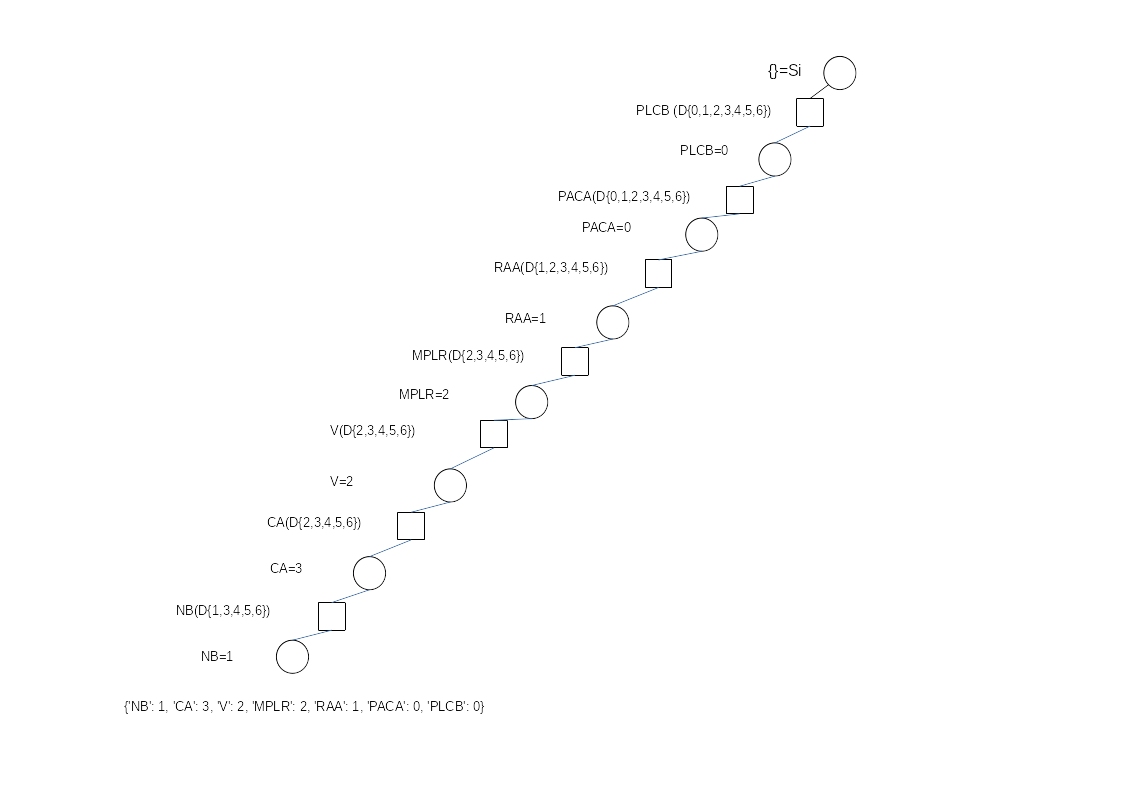 {}=Si
PLCB (D{0,1,2,3,4,5,6})
PLCB=0
PACA(D{0,1,2,3,4,5,6})
PACA=0
RAA(D{1,2,3,4,5,6})
RAA=1
MPLR(D{2,3,4,5,6})
MPLR=2
V(D{2,3,4,5,6})
V=2
CA(D{2,3,4,5,6})
CA=3
NB(D{1,3,4,5,6})
NB=1
{'NB': 1, 'CA': 3, 'V': 2, 'MPLR': 2, 'RAA': 1, 'PACA': 0, 'PLCB': 0}